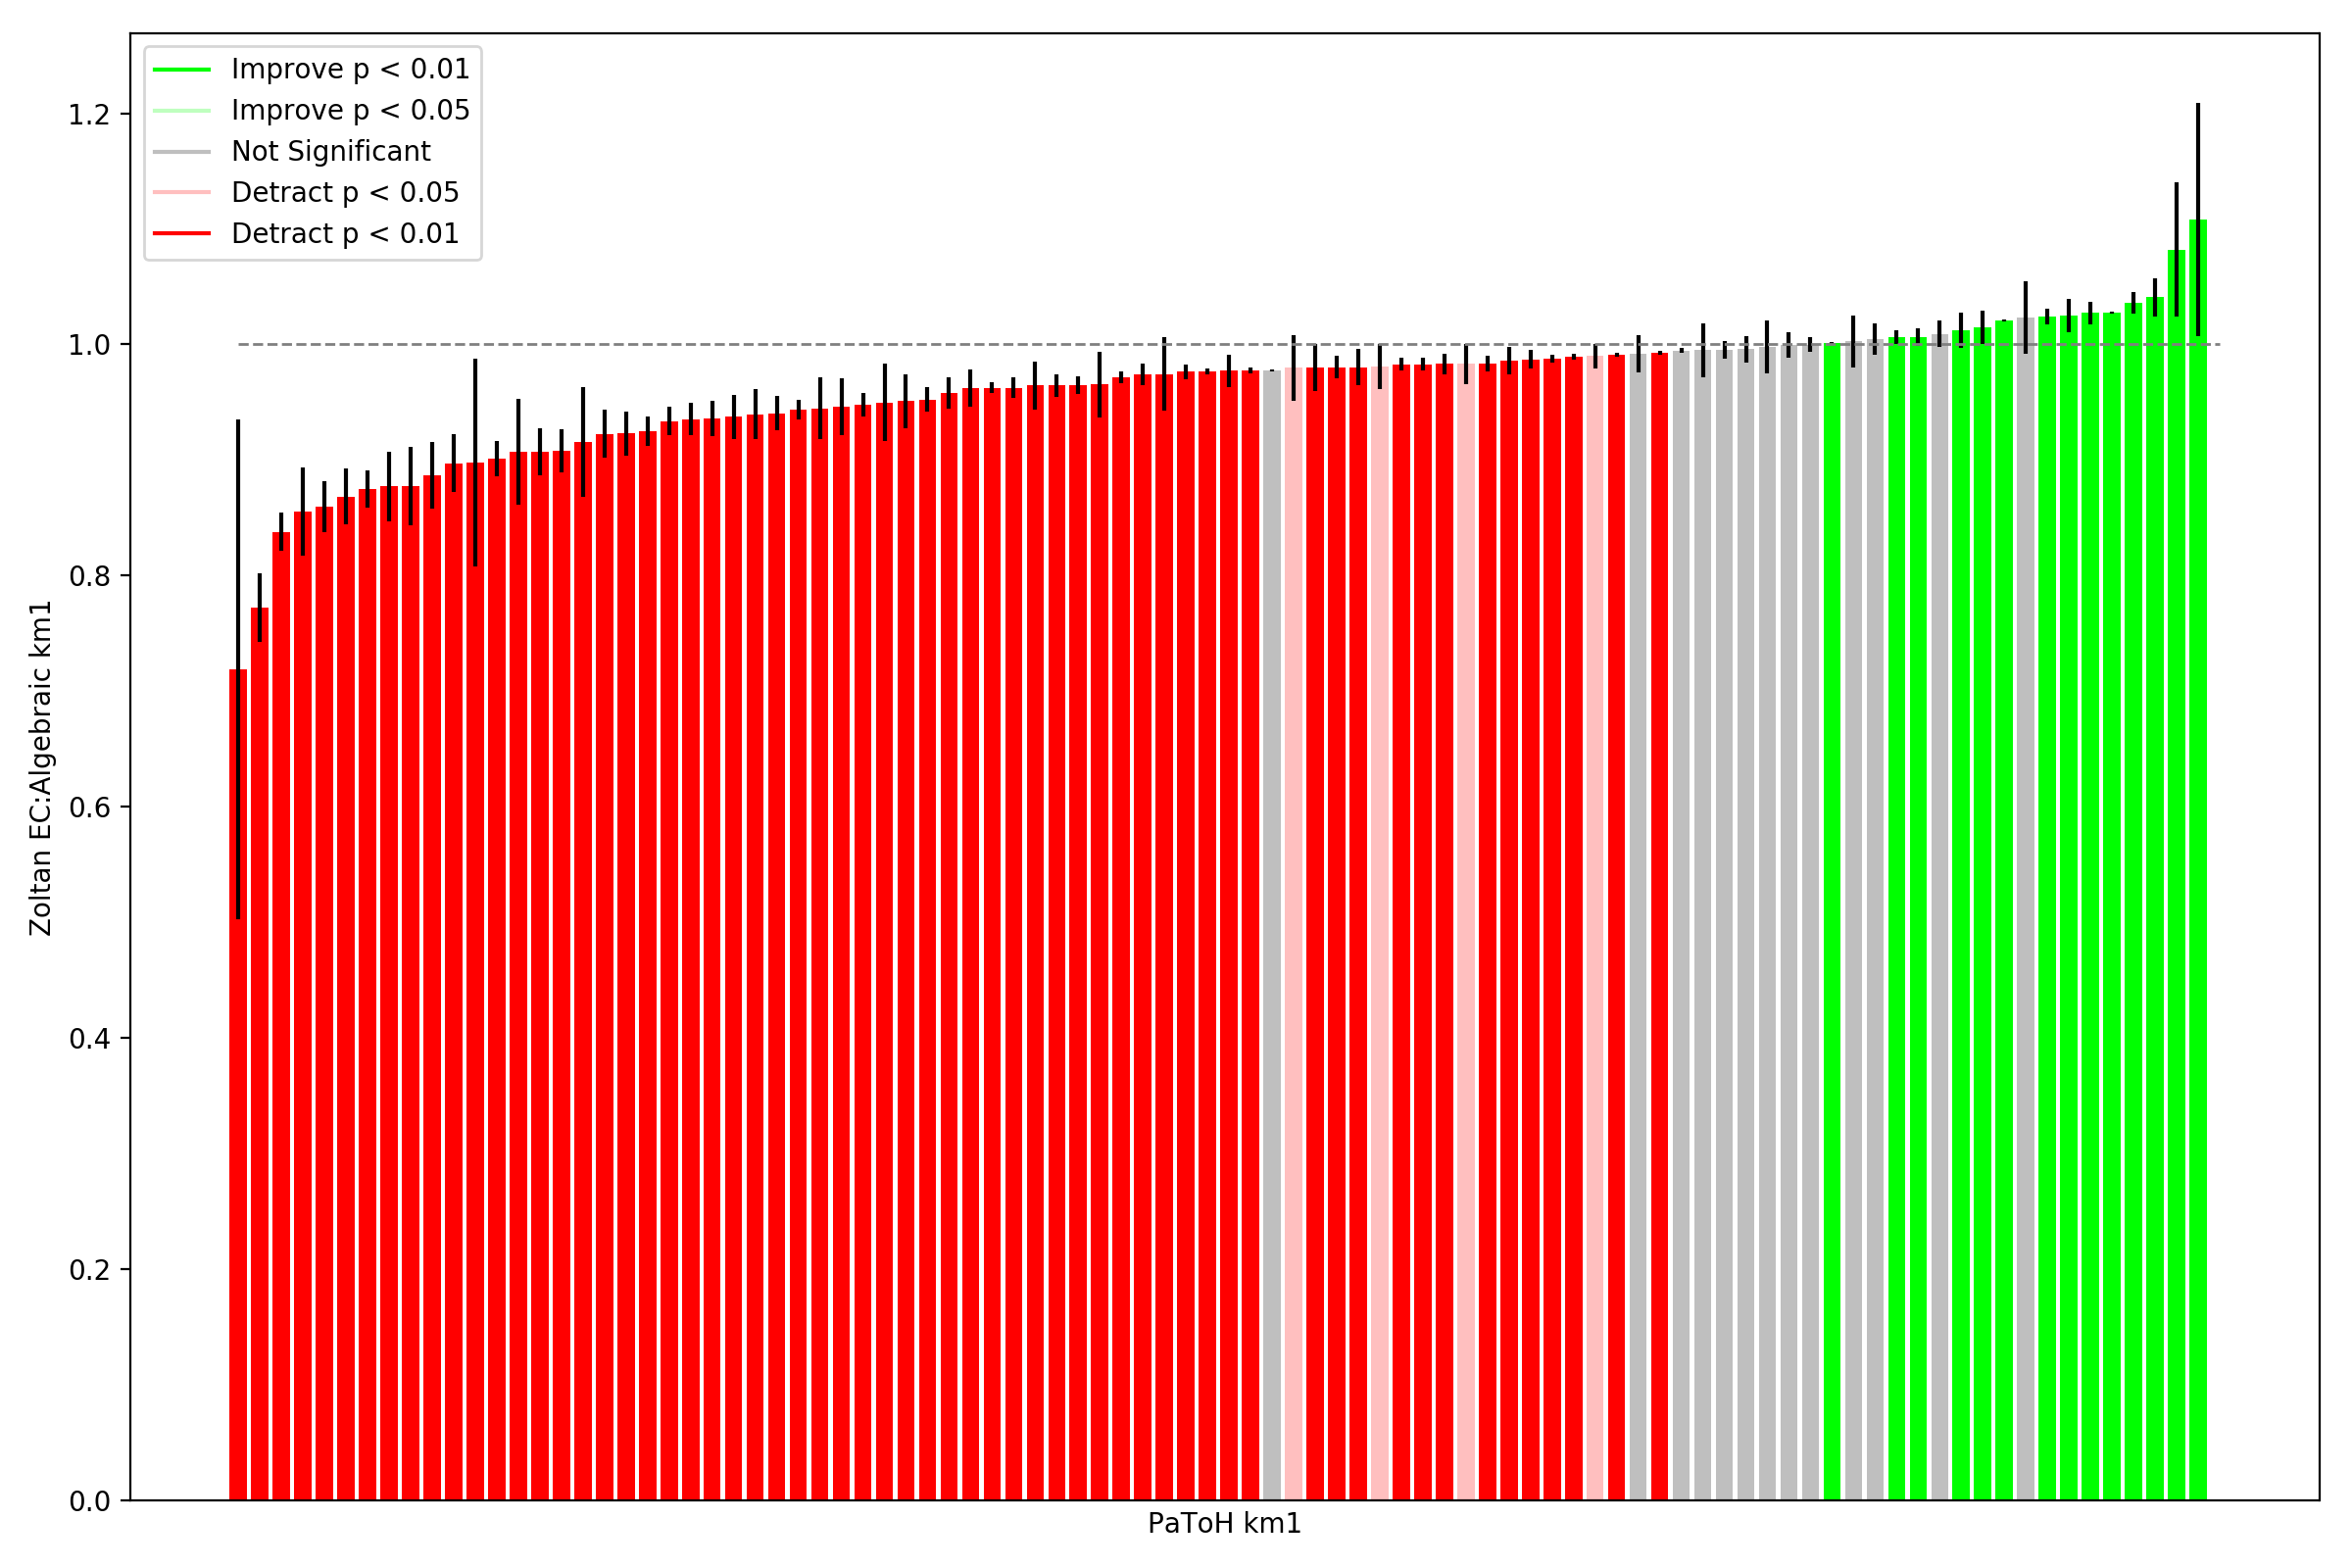 Improve p < 0.01
Improve p < 0.05
Not Significant
Detract p < 0.05
Detract p < 0.01
1.2
1.0
0.8
0.6
0.4
0.2
0.0
Zoltan EC:Algebraic km1
PaToH km1